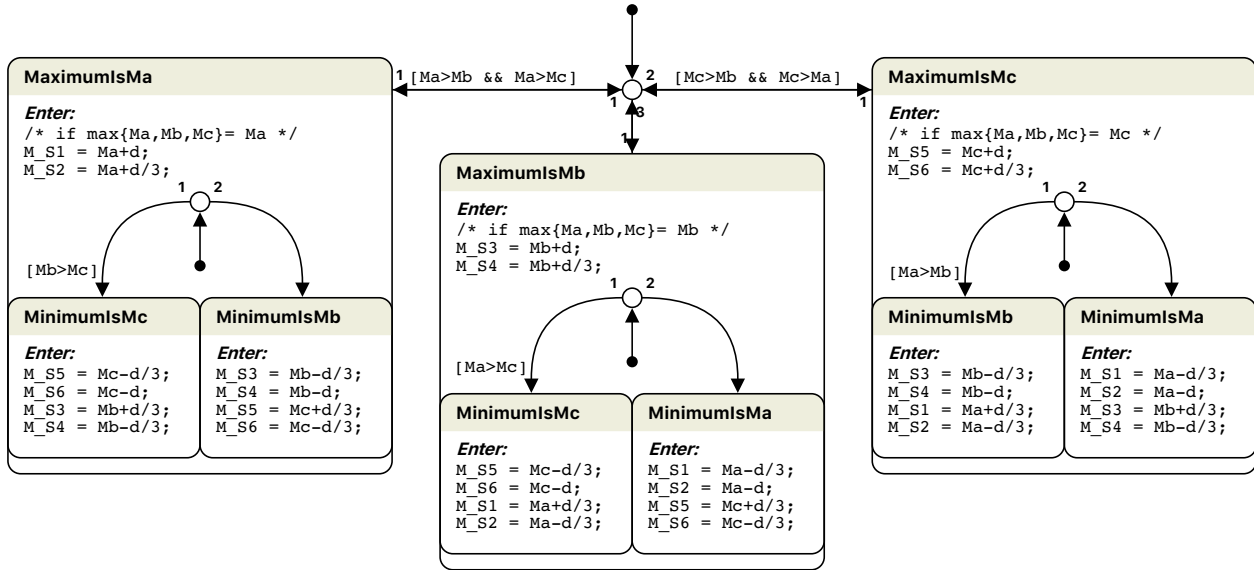 1
[Ma>Mb && Ma>Mc]
1
2
3
[Mc>Mb && Mc>Ma]
1
1
MaximumIsMa
Enter:
/* if max{Ma,Mb,Mc}= Ma */
M_S1 = Ma+d;
M_S2 = Ma+d/3;
1
2
[Mb>Mc]
MinimumIsMc
Enter:
M_S5 = Mc-d/3;
M_S6 = Mc-d;
M_S3 = Mb+d/3;
M_S4 = Mb-d/3;
MinimumIsMb
Enter:
M_S3 = Mb-d/3;
M_S4 = Mb-d;
M_S5 = Mc+d/3;
M_S6 = Mc-d/3;
MaximumIsMb
Enter:
/* if max{Ma,Mb,Mc}= Mb */
M_S3 = Mb+d;
M_S4 = Mb+d/3;
1
2
[Ma>Mc]
MinimumIsMc
Enter:
M_S5 = Mc-d/3;
M_S6 = Mc-d;
M_S1 = Ma+d/3;
M_S2 = Ma-d/3;
MinimumIsMa
Enter:
M_S1 = Ma-d/3;
M_S2 = Ma-d;
M_S5 = Mc+d/3;
M_S6 = Mc-d/3;
MaximumIsMc
Enter:
/* if max{Ma,Mb,Mc}= Mc */
M_S5 = Mc+d;
M_S6 = Mc+d/3;
1
2
[Ma>Mb]
MinimumIsMb
Enter:
M_S3 = Mb-d/3;
M_S4 = Mb-d;
M_S1 = Ma+d/3;
M_S2 = Ma-d/3;
MinimumIsMa
Enter:
M_S1 = Ma-d/3;
M_S2 = Ma-d;
M_S3 = Mb+d/3;
M_S4 = Mb-d/3;